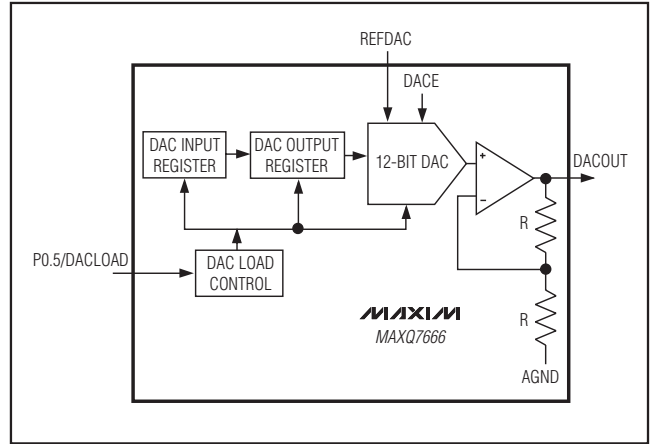 REFDAC
DACE
DAC INPUT
REGISTER
DAC OUTPUT
REGISTER
12-BIT DAC
+
-
DACOUT
R
P0.5/DACLOAD
DAC LOAD
CONTROL
MAXIM
MAXQ7666
R
AGND